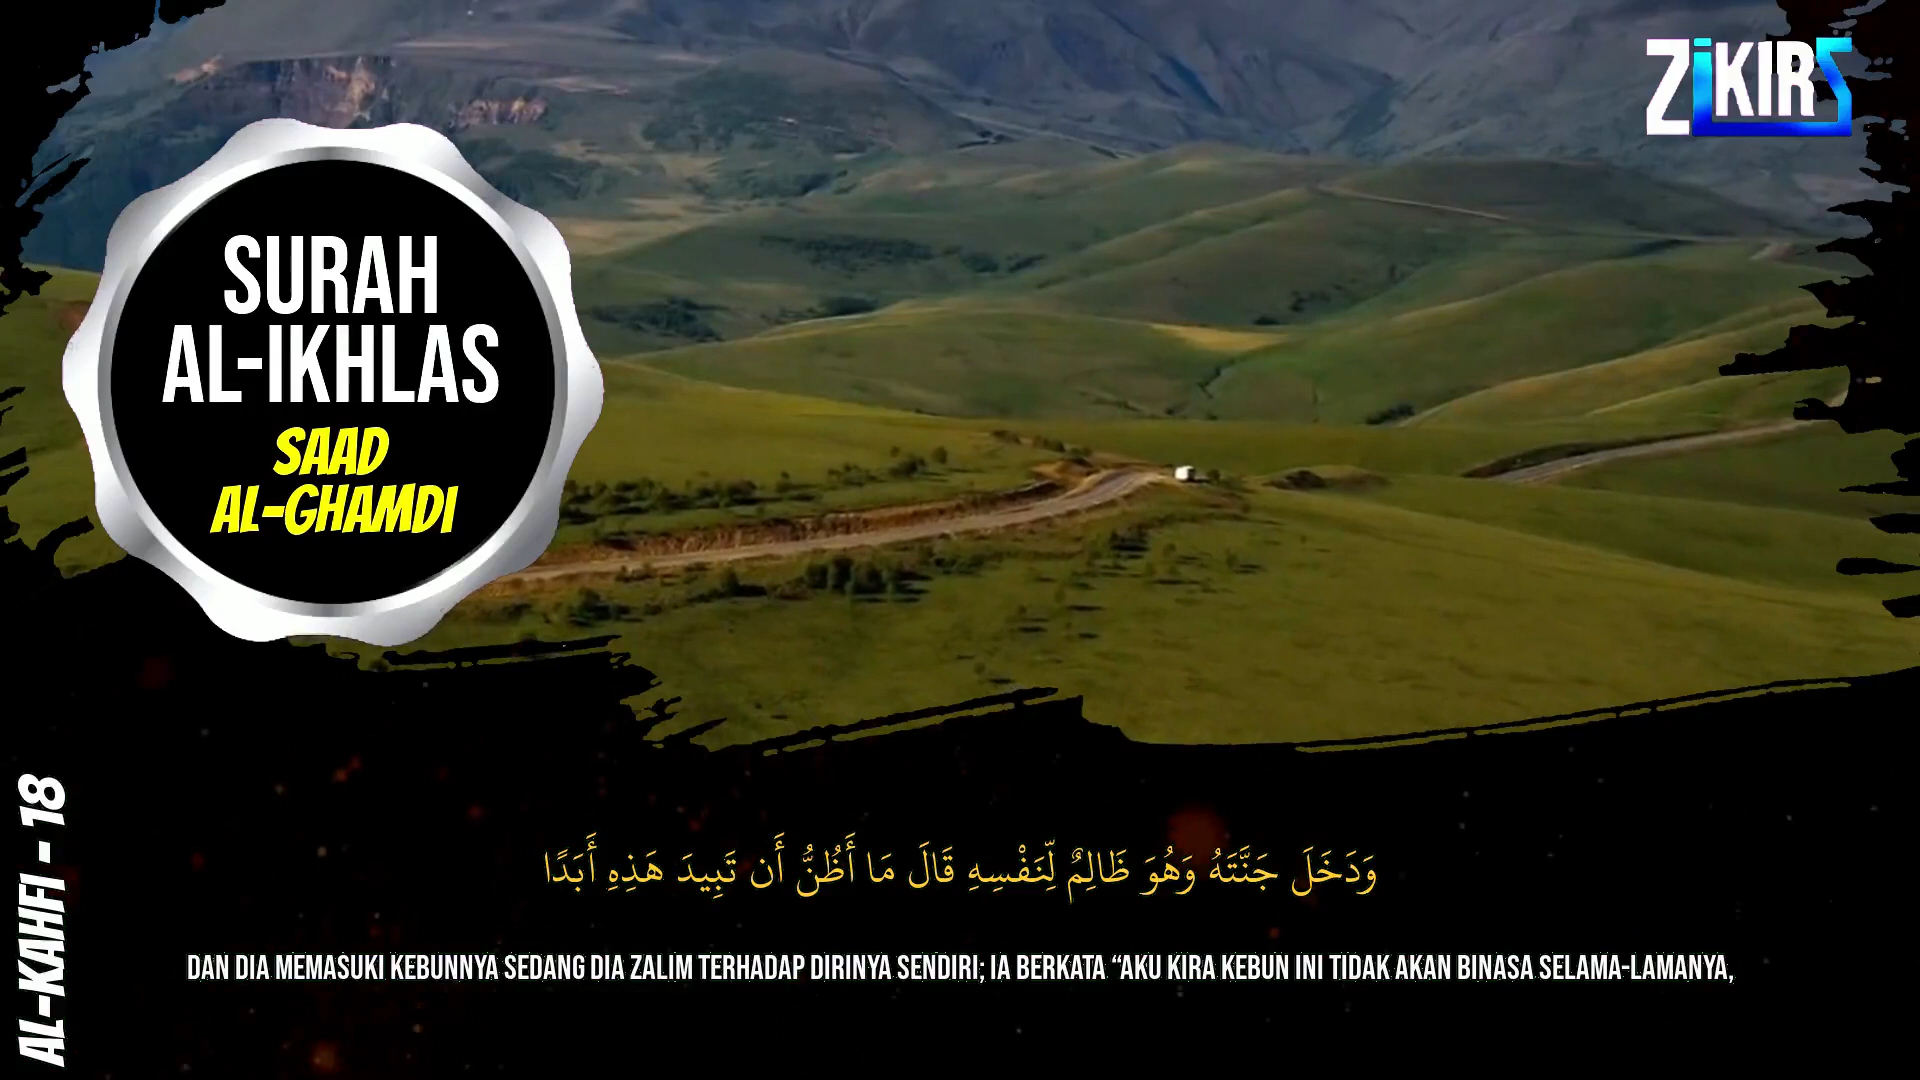 ZiKIRS
SURAH
AL-IKHLAS
SAAD
AL-GHAMDI
AL-KAHFI - 18
وَدَخَلَ جَنَّتَهُ وَهُوَ ظَالِمٌ لِّنَفْسِهِ قَالَ مَا أَظُنُّ أَن تَبِيدَ هَذِهِ أَبَدًا
DAN DIA MEMASUKI KEBUNNYA SEDANG DIA ZALIM TERHADAP DIRINYA SENDIRI; IA BERKATA “AKU KIRA KEBUN INI TIDAK AKAN BINASA SELAMA-LAMANYA,